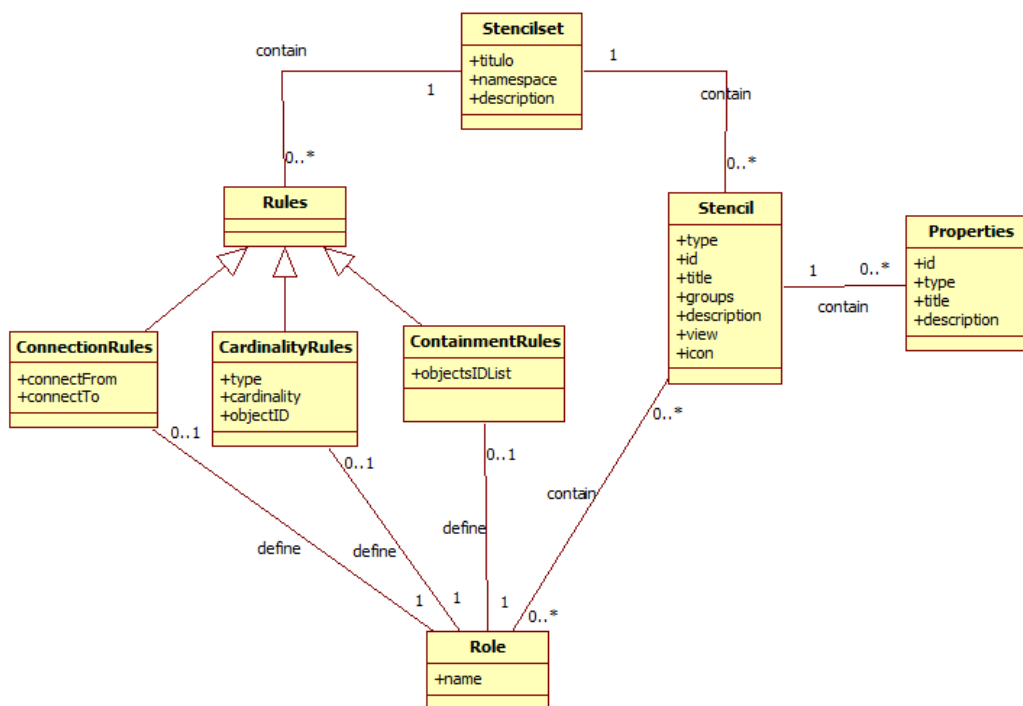 Stencilset
+titulo
+namespace
+description
contain
1
0..*
1
contain
0..*
Rules
Stencil
+type
+id
+title
+groups
+description
+view
+icon
1
0..*
contain
Properties
+id
+type
+title
+description
ConnectionRules
+connectFrom
+connectTo
CardinalityRules
+type
+cardinality
+objectID
ContainmentRules
+objectsIDList
0..1
0..1
0..1
0..*
contain
define
define
define
1
1
1
0..*
Role
+name